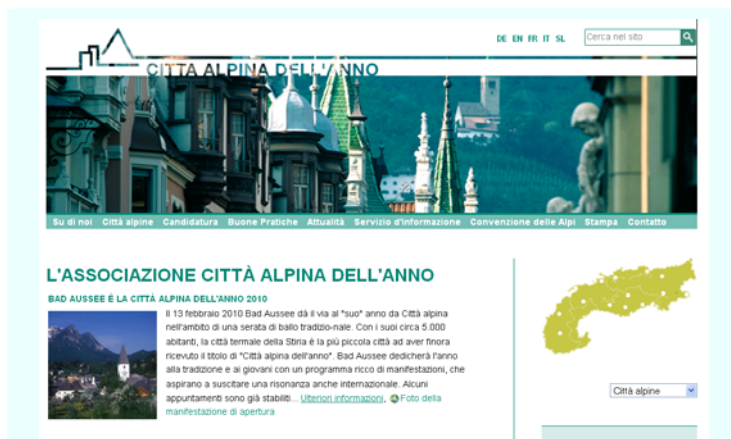 DE EN FR IT SL
Cerca nel sito
CITTA ALPINA DELL'ANNO
Su di noi Città alpine Candidatura Buone Pratiche Attualità Servizio d'informazione Convenzione delle Alpi Stampa Contatto
L'ASSOCIAZIONE CITTÀ ALPINA DELL'ANNO
BAD AUSSEE È LA CITTÀ ALPINA DELL'ANNO 2010
Il 13 febbraio 2010 Bad Aussee dà il via al "suo" anno da Città alpina
nell'ambito di una serata di ballo tradizio-nale. Con i suoi circa 5.000
abitanti, la città termale della Stiria è la più piccola città ad aver finora
ricevuto il titolo di "Città alpina dell'anno". Bad Aussee dedicherà l'anno
alla tradizione e ai giovani con un programma ricco di manifestazioni, che
aspirano a suscitare una risonanza anche internazionale. Alcuni
appuntamenti sono già stabiliti... Ulteriori informazioni, Foto della
manifestazione di apertura
Città alpine